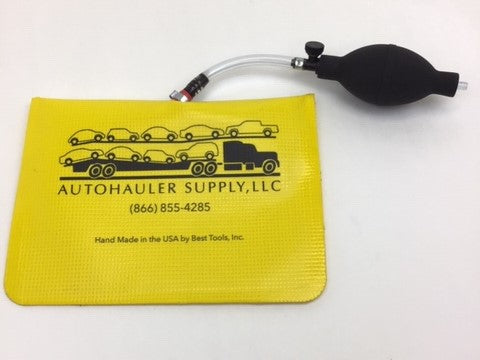 AUTOHAULER SUPPLY, LLC
(866) 855-4285
Hand Made in the USA by Best Tools, Inc.